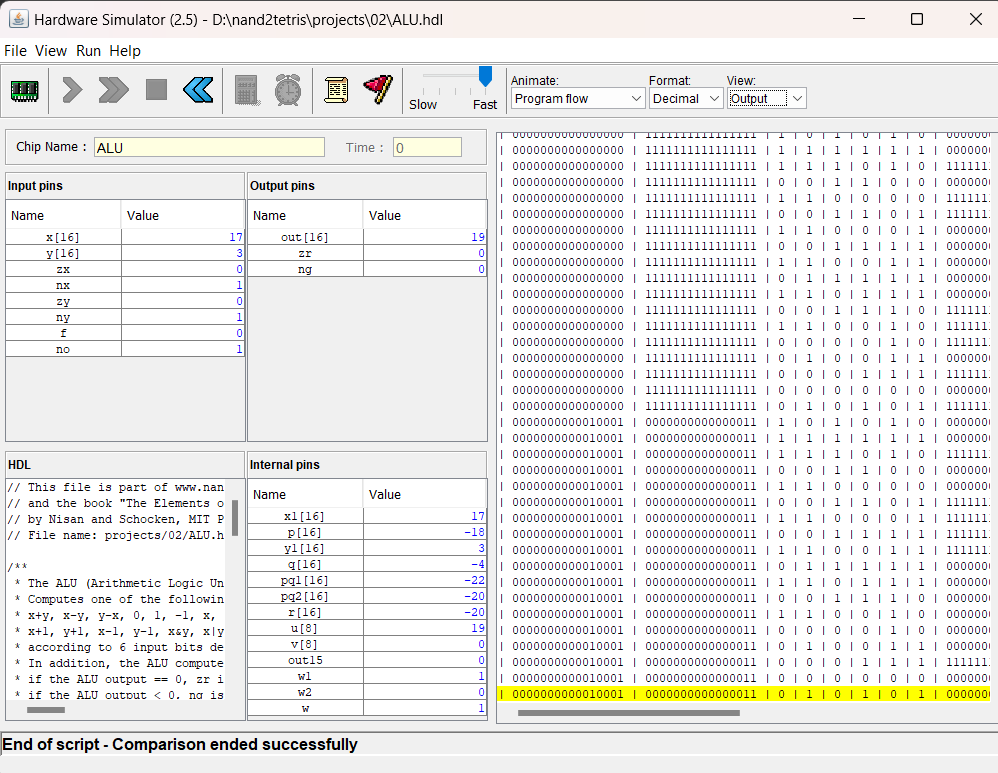 Hardware Simulator (2.5) - D:\nand2tetris\projects\02\ALU.hdl
File View Run Help
Slow Fast
Animate: Format: View:
Program flow Decimal Output
Chip Name : ALU Time : 0
Input pins
Name Value
x[16] 17
y[16] 3
zx 0
nx 1
zy 0
ny 1
f 0
no 1
Output pins
Name Value
out[16] 19
zr 0
ng 0
HDL
// This file is part of www.nan
// and the book "The Elements o
// by Nisan and Schocken, MIT P
// File name: projects/02/ALU.h
/**
* The ALU (Arithmetic Logic Un
* Computes one of the followin
* x+y, x-y, y-x, 0, 1, -1, x,
* x+1, y+1, x-1, y-1, x&y, x|y
* according to 6 input bits de
* In addition, the ALU compute
* if the ALU output == 0, zr i
* if the ALU output < 0, ng is
Internal pins
Name Value
x1[16] 17
p[16] -18
y1[16] 3
q[16] -4
pq1[16] -22
pq2[16] -20
r[16] -20
u[8] 19
v[8] 0
out15 0
w1 1
w2 0
w 1
| 0000000000000000 | 1111111111111111 | 1 | 0 | 1 | 0 | 1 | 0 | 000000
| 0000000000000000 | 1111111111111111 | 1 | 1 | 1 | 1 | 1 | 1 | 000000
| 0000000000000000 | 1111111111111111 | 1 | 1 | 1 | 0 | 1 | 0 | 111111
| 0000000000000000 | 1111111111111111 | 0 | 0 | 1 | 1 | 0 | 0 | 000000
| 0000000000000000 | 1111111111111111 | 1 | 1 | 0 | 0 | 0 | 0 | 111111
| 0000000000000000 | 1111111111111111 | 0 | 0 | 1 | 1 | 0 | 1 | 111111
| 0000000000000000 | 1111111111111111 | 1 | 1 | 0 | 0 | 0 | 1 | 000000
| 0000000000000000 | 1111111111111111 | 0 | 0 | 1 | 1 | 1 | 1 | 000000
| 0000000000000000 | 1111111111111111 | 1 | 1 | 0 | 0 | 1 | 1 | 000000
| 0000000000000000 | 1111111111111111 | 0 | 1 | 1 | 1 | 1 | 1 | 000000
| 0000000000000000 | 1111111111111111 | 1 | 1 | 0 | 1 | 1 | 1 | 000000
| 0000000000000000 | 1111111111111111 | 0 | 0 | 1 | 1 | 1 | 0 | 111111
| 0000000000000000 | 1111111111111111 | 1 | 1 | 0 | 0 | 1 | 0 | 111111
| 0000000000000000 | 1111111111111111 | 0 | 0 | 0 | 0 | 1 | 0 | 111111
| 0000000000000000 | 1111111111111111 | 0 | 1 | 0 | 0 | 1 | 1 | 000000
| 0000000000000000 | 1111111111111111 | 0 | 0 | 0 | 1 | 1 | 1 | 111111
| 0000000000000000 | 1111111111111111 | 0 | 0 | 0 | 0 | 0 | 0 | 000000
| 0000000000000000 | 1111111111111111 | 0 | 1 | 0 | 1 | 0 | 1 | 111111
| 0000000000010001 | 0000000000000011 | 1 | 0 | 1 | 0 | 1 | 0 | 000000
| 0000000000010001 | 0000000000000011 | 1 | 1 | 1 | 1 | 1 | 1 | 000000
| 0000000000010001 | 0000000000000011 | 1 | 1 | 1 | 0 | 1 | 0 | 111111
| 0000000000010001 | 0000000000000011 | 0 | 0 | 1 | 1 | 0 | 0 | 000000
| 0000000000010001 | 0000000000000011 | 1 | 1 | 0 | 0 | 0 | 0 | 000000
| 0000000000010001 | 0000000000000011 | 0 | 0 | 1 | 1 | 0 | 1 | 111111
| 0000000000010001 | 0000000000000011 | 1 | 1 | 0 | 0 | 0 | 1 | 111111
| 0000000000010001 | 0000000000000011 | 0 | 0 | 1 | 1 | 1 | 1 | 111111
| 0000000000010001 | 0000000000000011 | 1 | 1 | 0 | 0 | 1 | 1 | 111111
| 0000000000010001 | 0000000000000011 | 0 | 1 | 1 | 1 | 1 | 1 | 000000
| 0000000000010001 | 0000000000000011 | 1 | 1 | 0 | 1 | 1 | 1 | 000000
| 0000000000010001 | 0000000000000011 | 0 | 0 | 1 | 1 | 1 | 0 | 000000
| 0000000000010001 | 0000000000000011 | 1 | 1 | 0 | 0 | 1 | 0 | 000000
| 0000000000010001 | 0000000000000011 | 0 | 0 | 0 | 0 | 1 | 0 | 000000
| 0000000000010001 | 0000000000000011 | 0 | 1 | 0 | 0 | 1 | 1 | 000000
| 0000000000010001 | 0000000000000011 | 0 | 0 | 0 | 1 | 1 | 1 | 111111
| 0000000000010001 | 0000000000000011 | 0 | 0 | 0 | 0 | 0 | 0 | 000000
| 0000000000010001 | 0000000000000011 | 0 | 1 | 0 | 1 | 0 | 1 | 000000
End of script - Comparison ended successfully